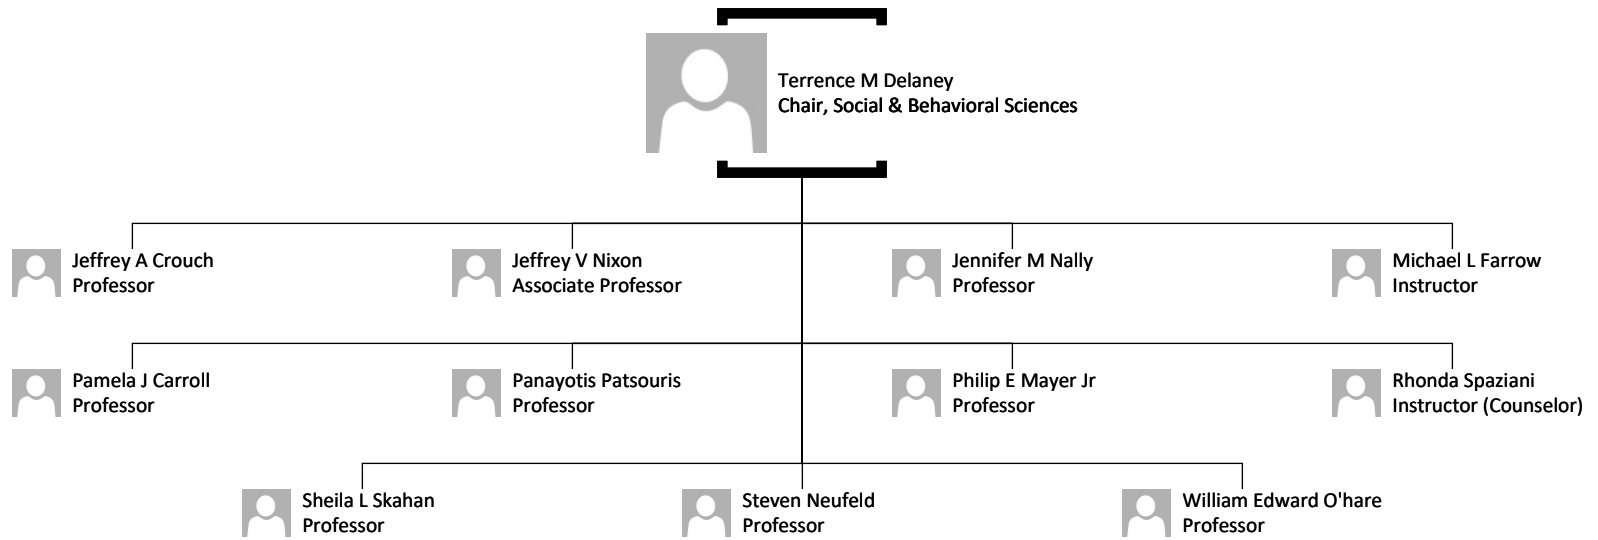 Terrence M Delaney
Chair, Social & Behavioral Sciences
Jeffrey A Crouch
Professor
Jeffrey V Nixon
Associate Professor
Jennifer M Nally
Professor
Michael L Farrow
Instructor
Pamela J Carroll
Professor
Panayotis Patsouris
Professor
Philip E Mayer Jr
Professor
Rhonda Spaziani
Instructor (Counselor)
Sheila L Skahan
Professor
Steven Neufeld
Professor
William Edward O'hare
Professor